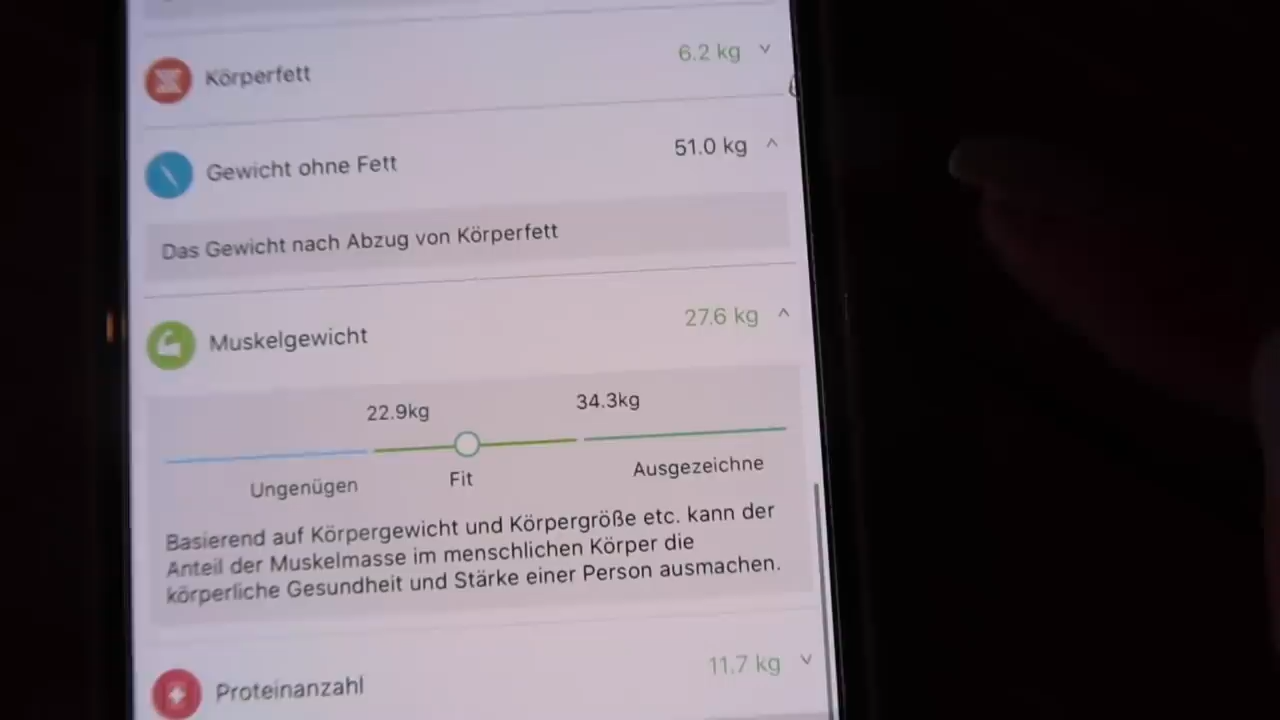 Körperfett 6.2 kg
Gewicht ohne Fett 51.0 kg
Das Gewicht nach Abzug von Körperfett
Muskelgewicht 27.6 kg
22.9kg 34.3kg
Ungenügen Fit Ausgezeichne
Basierend auf Körpergewicht und Körpergröße etc. kann der
Anteil der Muskelmasse im menschlichen Körper die
körperliche Gesundheit und Stärke einer Person ausmachen.
Proteinanzahl 11.7 kg